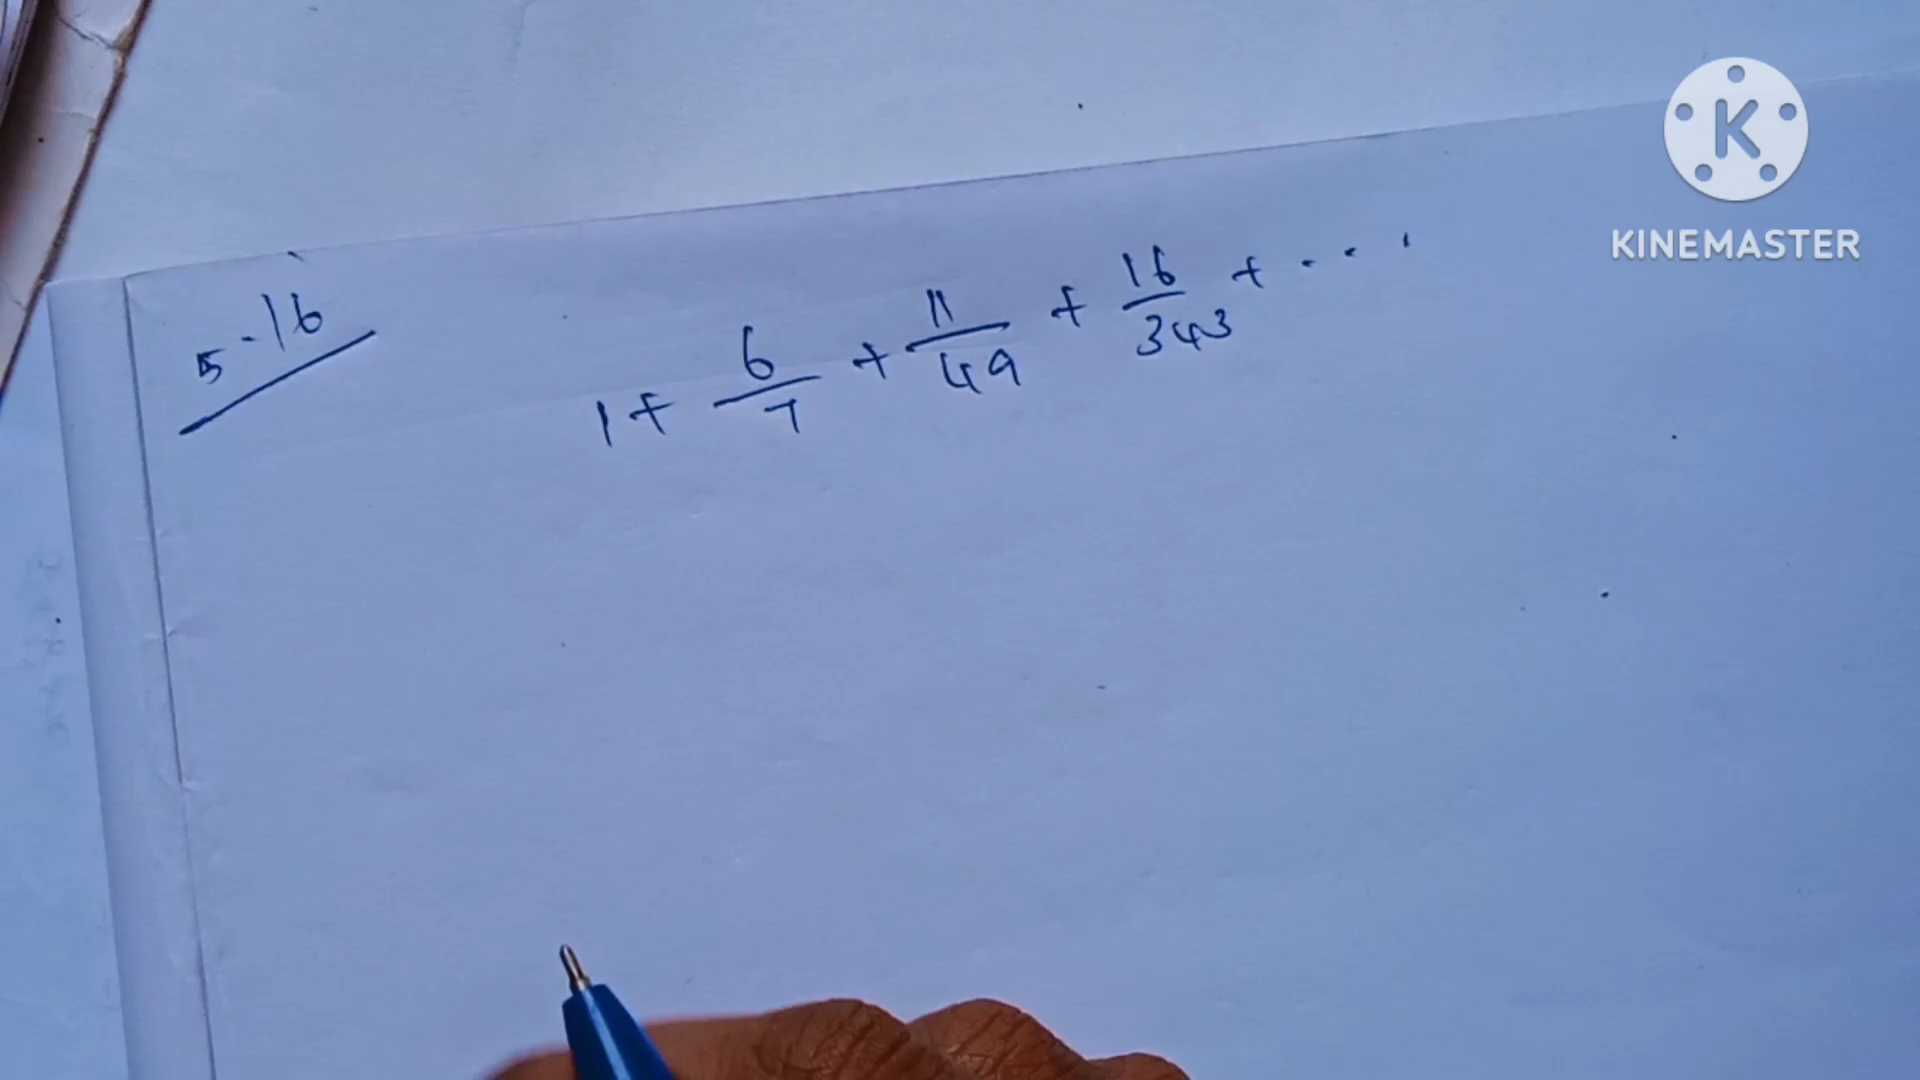 5.16
1 + 6/7 + 11/49 + 16/343 + ....
K
KINEMASTER